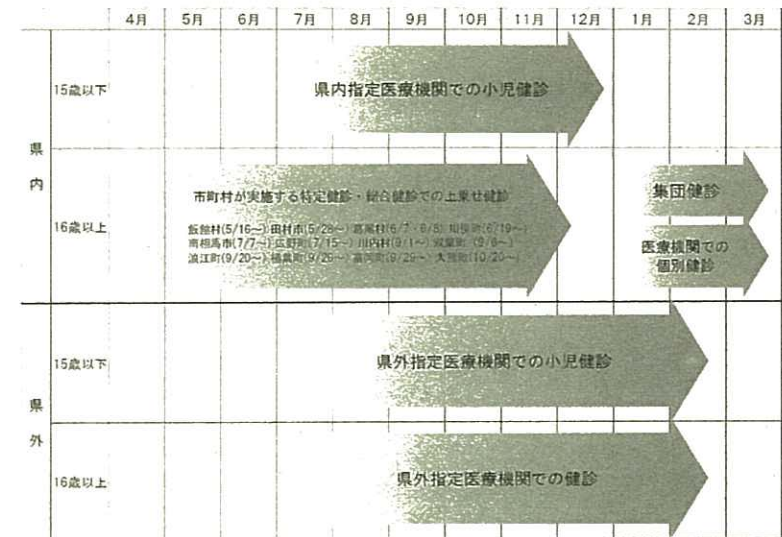 4月 5月 6月 7月 8月 9月 10月 11月 12月 1月 2月 3月
県内
15歳以下
県内指定医療機関での小児健診
16歳以上
市町村が実施する特定健診・総合健診での上乗せ健診
飯舘村(5/16～) 田村市(5/28～) 葛尾村(6/7・6/8) 相馬市(6/19～)
南相馬市(7/7～) 広野町(7/15～) 川内村(9/1～) 双葉町(9/8～)
浪江町(9/20～) 楢葉町(9/26～) 富岡町(9/29～) 大熊町(10/20～)
集団健診
医療機関での
個別健診
県外
15歳以下
県外指定医療機関での小児健診
16歳以上
県外指定医療機関での健診